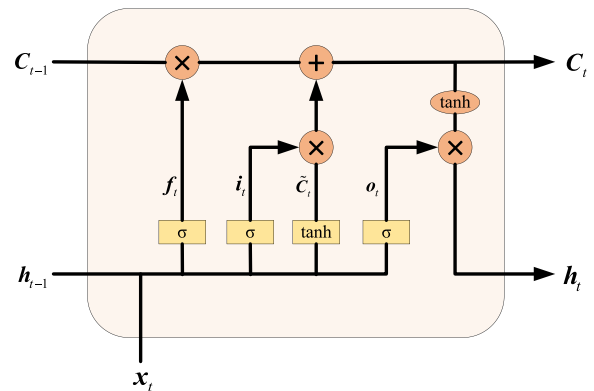 C_{t-1} × + C_t
tanh
× ×
f_t i_t C̃_t o_t
σ σ tanh σ
h_{t-1} h_t
x_t